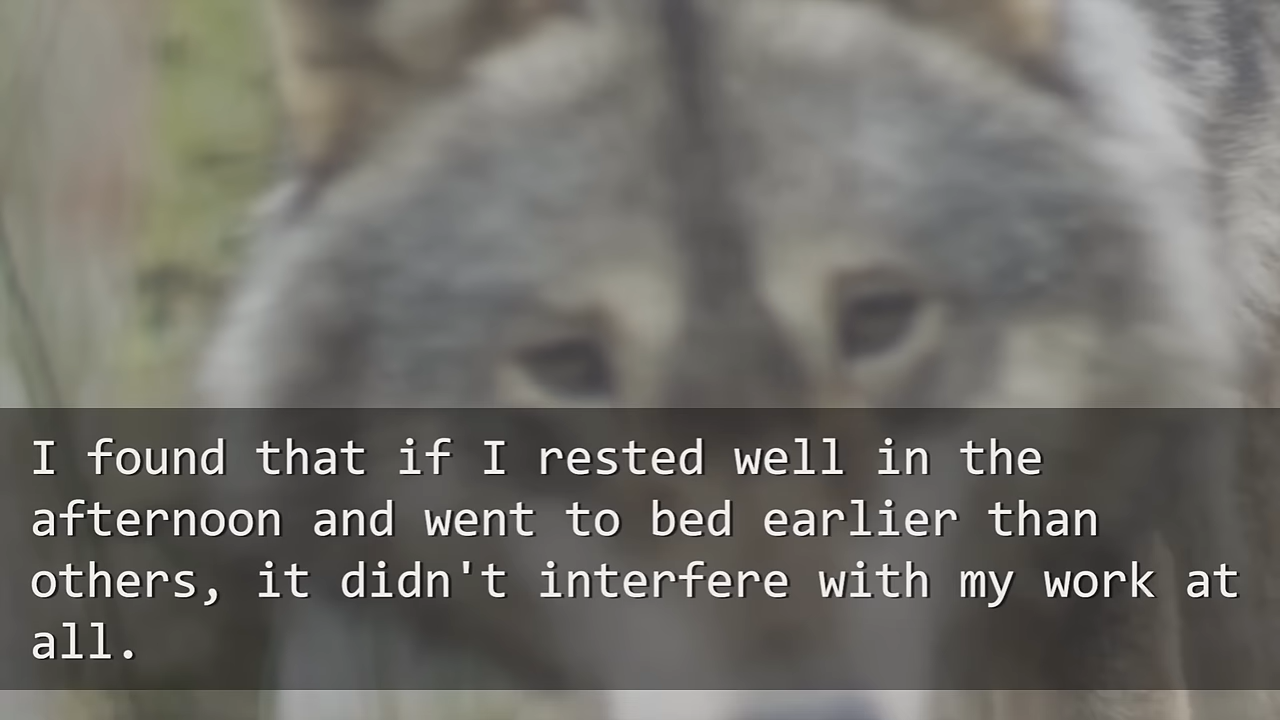 I found that if I rested well in the
afternoon and went to bed earlier than
others, it didn't interfere with my work at
all.